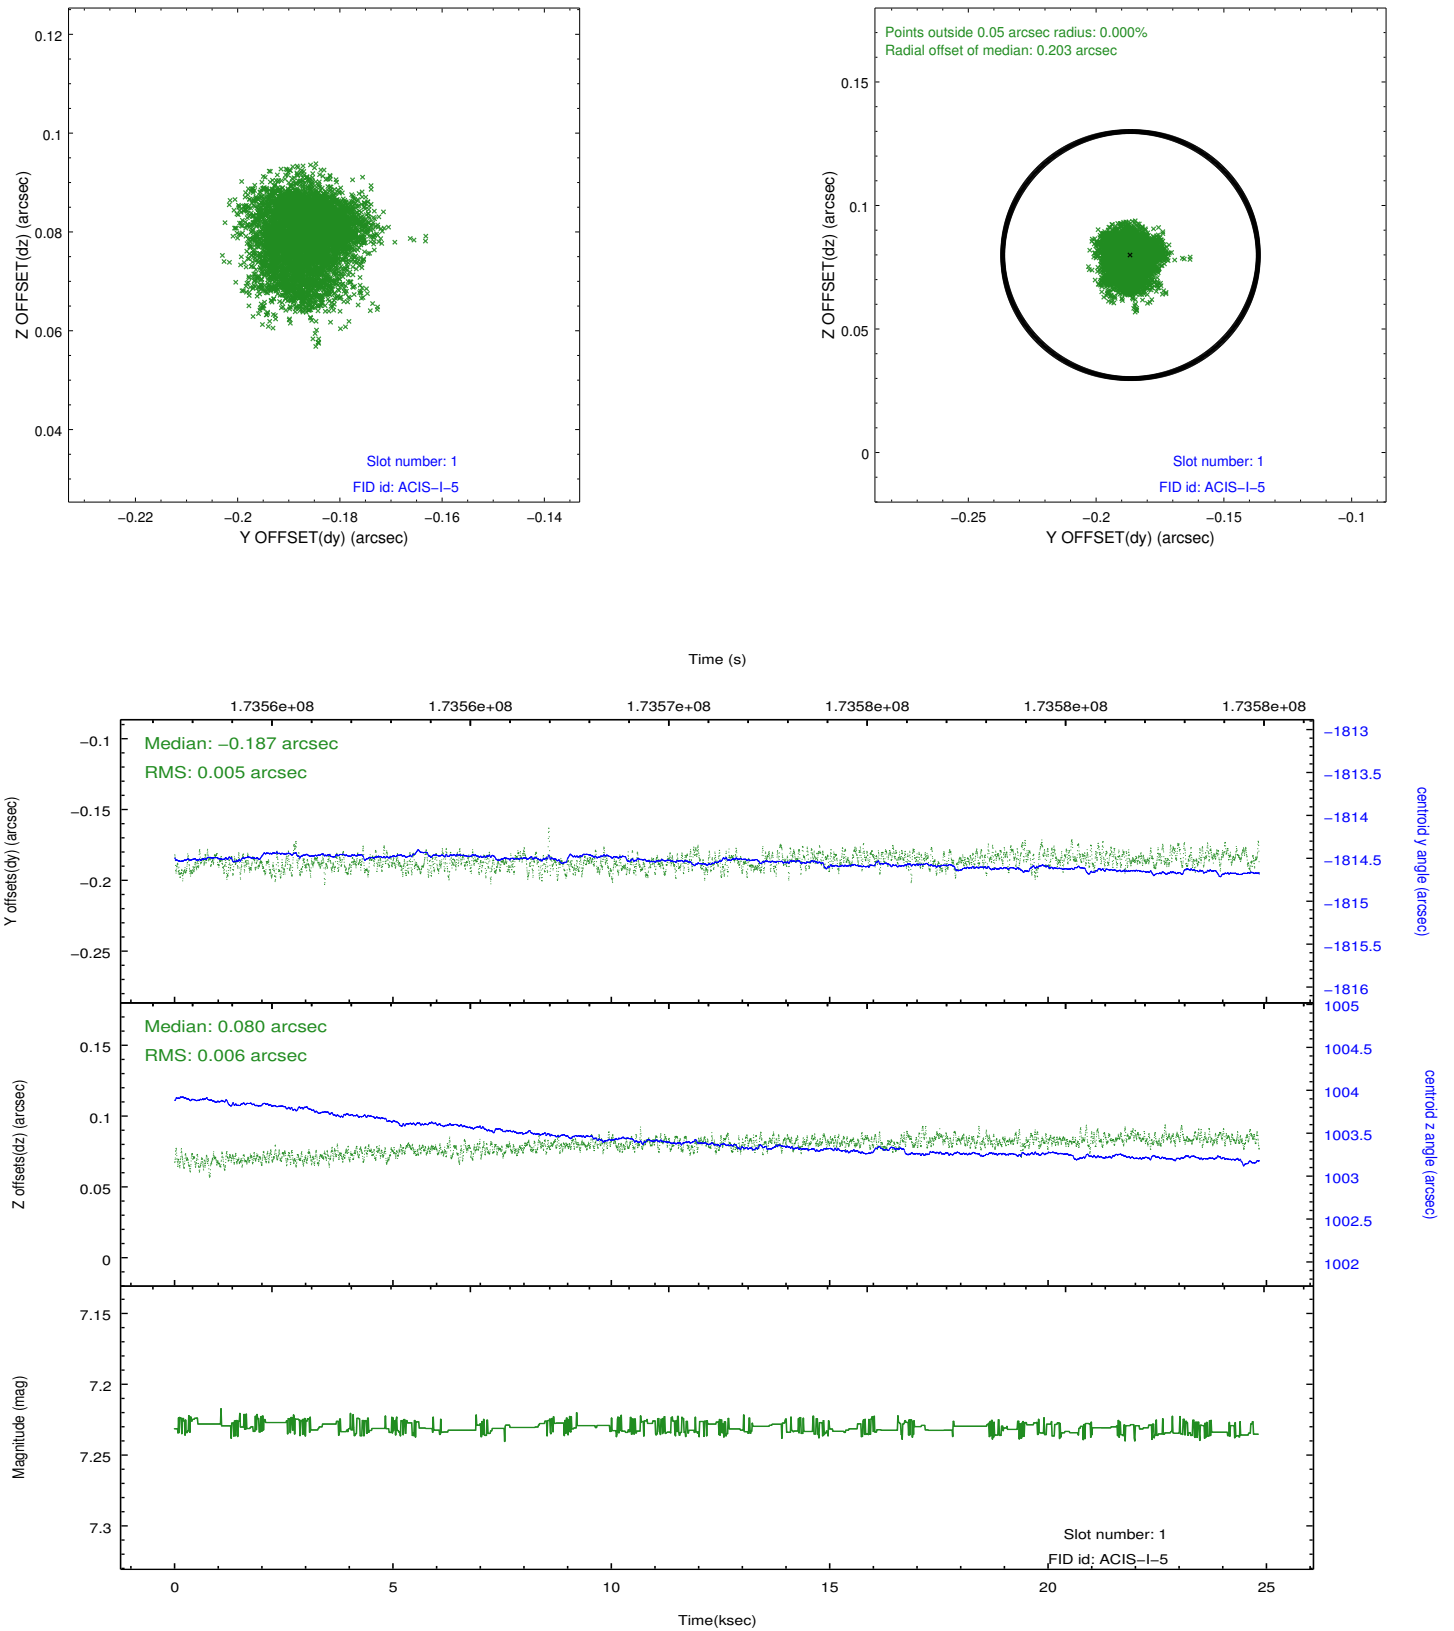 0.12
0.1
0.08
0.06
0.04
Z OFFSET(dz) (arcsec)
Slot number: 1
FID id: ACIS−I−5
−0.22 −0.2 −0.18 −0.16 −0.14
Y OFFSET(dy) (arcsec)
Points outside 0.05 arcsec radius: 0.000%
Radial offset of median: 0.203 arcsec
0.15
0.1
0.05
0
Z OFFSET(dz) (arcsec)
Slot number: 1
FID id: ACIS−I−5
−0.25 −0.2 −0.15 −0.1
Y OFFSET(dy) (arcsec)
Time (s)
1.7356e+08 1.7356e+08 1.7357e+08 1.7358e+08 1.7358e+08 1.7358e+08
Median: −0.187 arcsec
RMS: 0.005 arcsec
−0.1
−0.15
−0.2
−0.25
Y offsets(dy) (arcsec)
−1813
−1813.5
−1814
−1814.5
−1815
−1815.5
−1816
centroid y angle (arcsec)
Median: 0.080 arcsec
RMS: 0.006 arcsec
0.15
0.1
0.05
0
Z offsets(dz) (arcsec)
1005
1004.5
1004
1003.5
1003
1002.5
1002
centroid z angle (arcsec)
7.15
7.2
7.25
7.3
Magnitude (mag)
Slot number: 1
FID id: ACIS−I−5
0 5 10 15 20 25
Time(ksec)